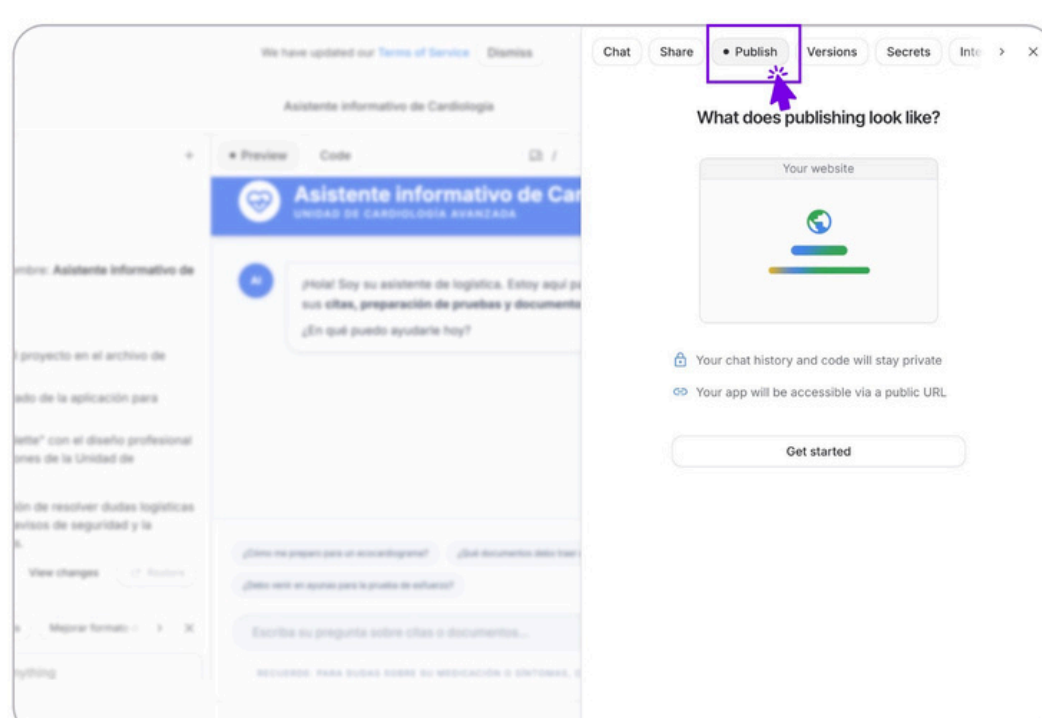 We have updated our Terms of Service Dismiss
Asistente informativo de Cardiología
Preview Code /
Asistente informativo de Car
UNIDAD DE CARDIOLOGÍA AVANZADA
ombre: Asistente Informativo de
AI
¡Hola! Soy su asistente de logística. Estoy aquí pa
sus citas, preparación de pruebas y documento
¿En qué puedo ayudarle hoy?
l proyecto en el archivo de
ado de la aplicación para
lette" con el diseño profesional
ones de la Unidad de
ión de resolver dudas logísticas
avisos de seguridad y la
s.
View changes Restore
¿Cómo me preparo para un ecocardiograma? ¿Qué documentos debo traer
¿Debo venir en ayunas para la prueba de esfuerzo?
Mejorar formato
Escriba su pregunta sobre citas o documentos...
nything
RECUERDE: PARA DUDAS SOBRE SU MEDICACIÓN O SÍNTOMAS,
Chat Share Publish Versions Secrets Inte
What does publishing look like?
Your website
Your chat history and code will stay private
Your app will be accessible via a public URL
Get started